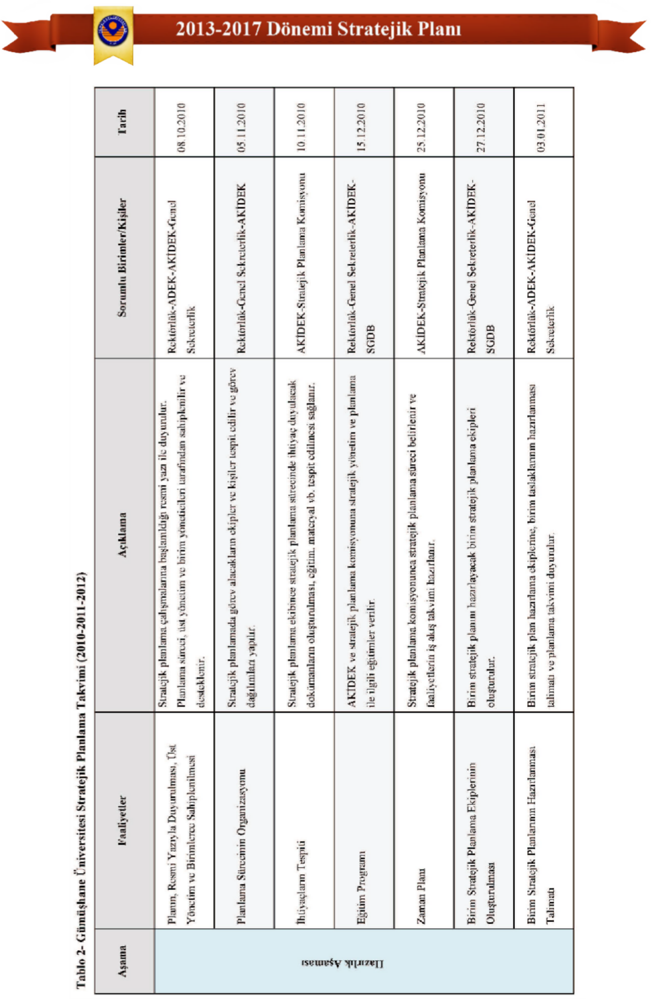 2013-2017 Dönemi Stratejik Planı
Tablo 2- Gümüşhane Üniversitesi Stratejik Planlama Takvimi (2010-2011-2012)
Aşama
Faaliyetler
Açıklama
Sorumlu Birimler/Kişiler
Tarih
Hazırlık Aşaması
Planın, Resmi Yazıyla Duyurulması, Üst
Yönetim ve Birimlerce Sahiplenilmesi
Stratejik planlama çalışmalarına başlanıldığı resmi yazı ile duyurulur.
Planlama süreci, üst yönetim ve birim yöneticileri tarafından sahiplenilir ve
desteklenir.
Rektörlük-ADEK-AKİDEK-Genel
Sekreterlik
08.10.2010
Planlama Sürecinin Organizasyonu
Stratejik planlamada görev alacakların ekipler ve kişiler tespit edilir ve görev
dağılımları yapılır.
Rektörlük-Genel Sekreterlik-AKİDEK
05.11.2010
İhtiyaçların Tespiti
Stratejik planlama ekibince stratejik planlama sürecinde ihtiyaç duyulacak
dokümanların oluşturulması, eğitim, materyal vb. tespit edilmesi sağlanır.
AKİDEK-Stratejik Planlama Komisyonu
10.11.2010
Eğitim Programı
AKİDEK ve stratejik planlama komisyonuna stratejik yönetim ve planlama
ile ilgili eğitimler verilir.
Rektörlük-Genel Sekreterlik-AKİDEK-
SGDB
15.12.2010
Zaman Planı
Stratejik planlama komisyonunca stratejik planlama süreci belirlenir ve
faaliyetlerin iş akış takvimi hazırlanır.
AKİDEK-Stratejik Planlama Komisyonu
25.12.2010
Birim Stratejik Planlama Ekiplerinin
Oluşturulması
Birim stratejik planını hazırlayacak birim stratejik planlama ekipleri
oluşturulur.
Rektörlük-Genel Sekreterlik-AKİDEK-
SGDB
27.12.2010
Birim Stratejik Planlarının Hazırlanması
Talimatı
Birim stratejik plan hazırlama ekiplerine, birim taslaklarının hazırlanması
talimatı ve planlama takvimi duyurulur.
Rektörlük-ADEK-AKİDEK-Genel
Sekreterlik
03.01.2011